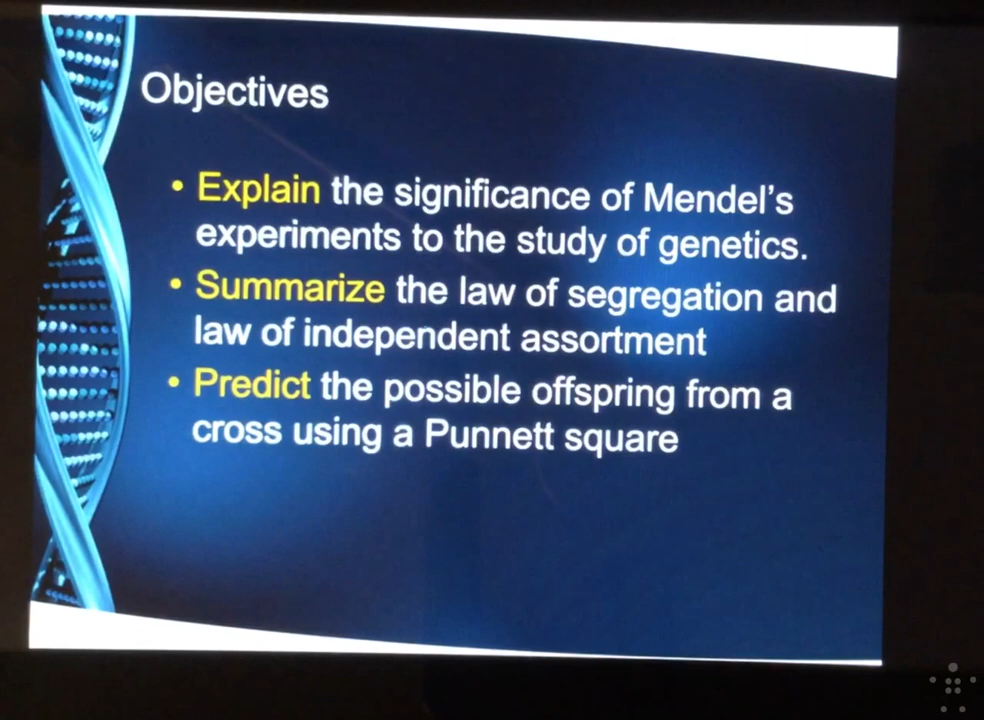 Objectives
• Explain the significance of Mendel's
experiments to the study of genetics.
• Summarize the law of segregation and
law of independent assortment
• Predict the possible offspring from a
cross using a Punnett square